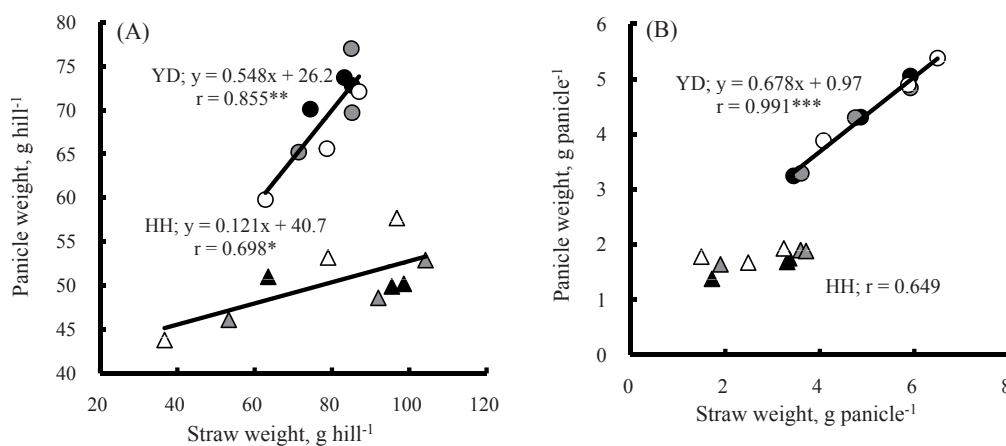 (A)
80
75
70
65
60
55
50
45
40
Panicle weight, g hill⁻¹
YD; y = 0.548x + 26.2
r = 0.855**
HH; y = 0.121x + 40.7
r = 0.698*
20 40 60 80 100 120
Straw weight, g hill⁻¹
(B)
6
5
4
3
2
1
0
Panicle weight, g panicle⁻¹
YD; y = 0.678x + 0.97
r = 0.991***
HH; r = 0.649
0 2 4 6 8
Straw weight, g panicle⁻¹